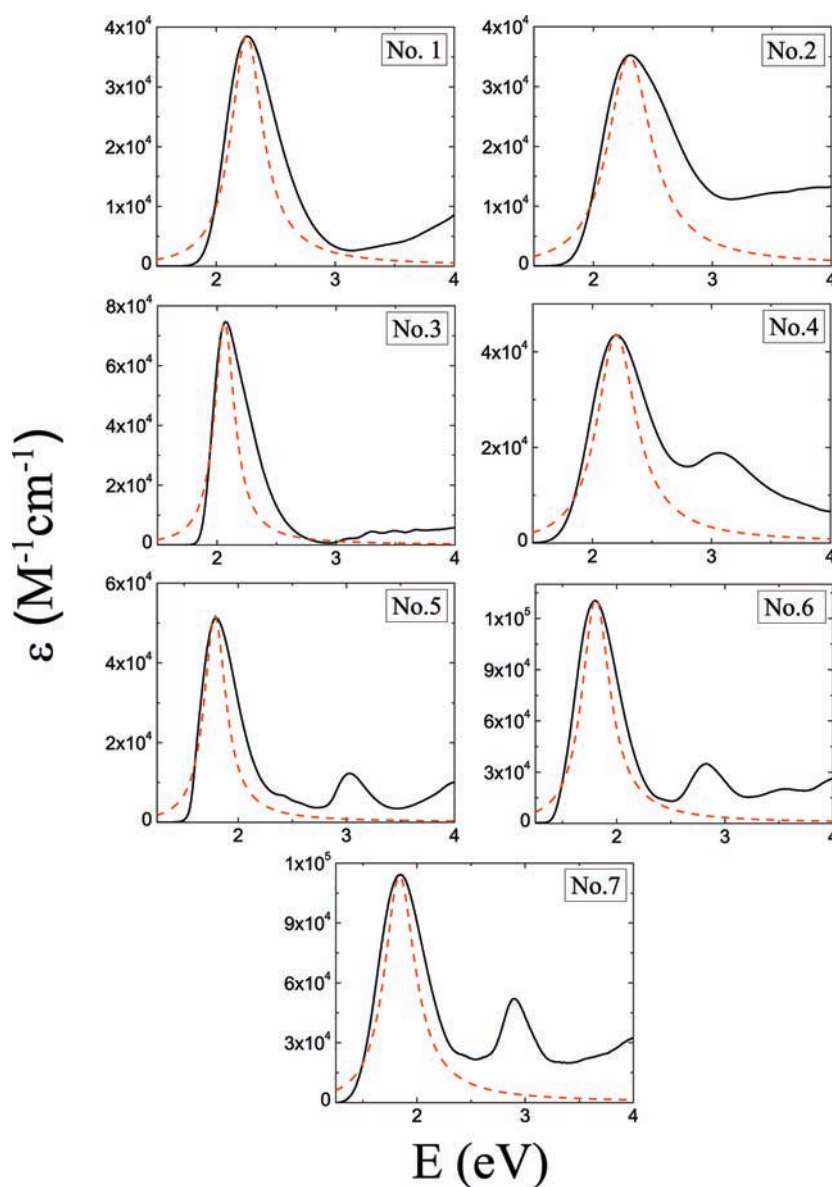 ε (M⁻¹cm⁻¹)
No. 1
4x10⁴
3x10⁴
2x10⁴
1x10⁴
0
2 3 4
No.2
4x10⁴
3x10⁴
2x10⁴
1x10⁴
0
2 3 4
No.3
8x10⁴
6x10⁴
4x10⁴
2x10⁴
0
2 3 4
No.4
4x10⁴
2x10⁴
0
2 3 4
No.5
6x10⁴
4x10⁴
2x10⁴
0
2 3 4
No.6
1x10⁵
9x10⁴
6x10⁴
3x10⁴
0
2 3 4
No.7
1x10⁵
9x10⁴
6x10⁴
3x10⁴
0
2 3 4
E (eV)